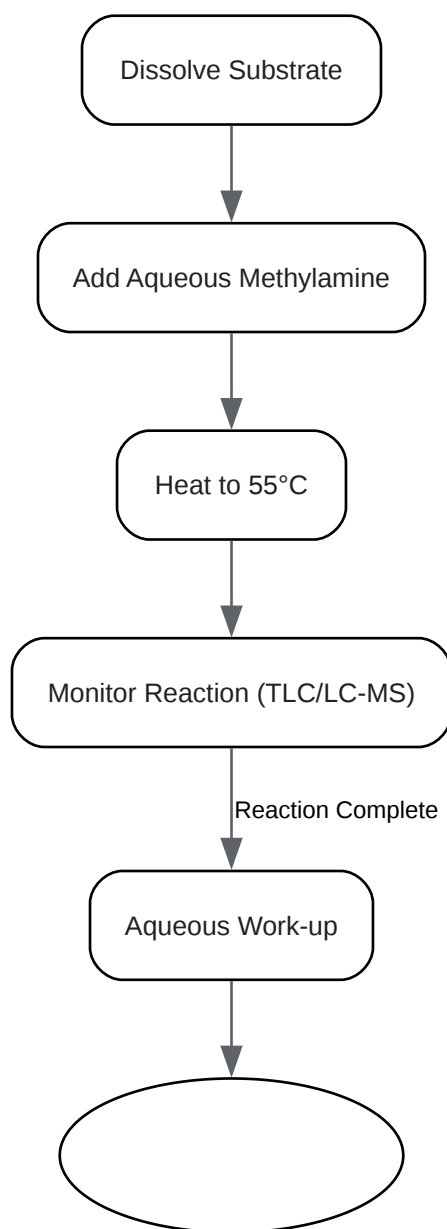 Dissolve Substrate
Add Aqueous Methylamine
Heat to 55°C
Monitor Reaction (TLC/LC-MS)
Reaction Complete
Aqueous Work-up